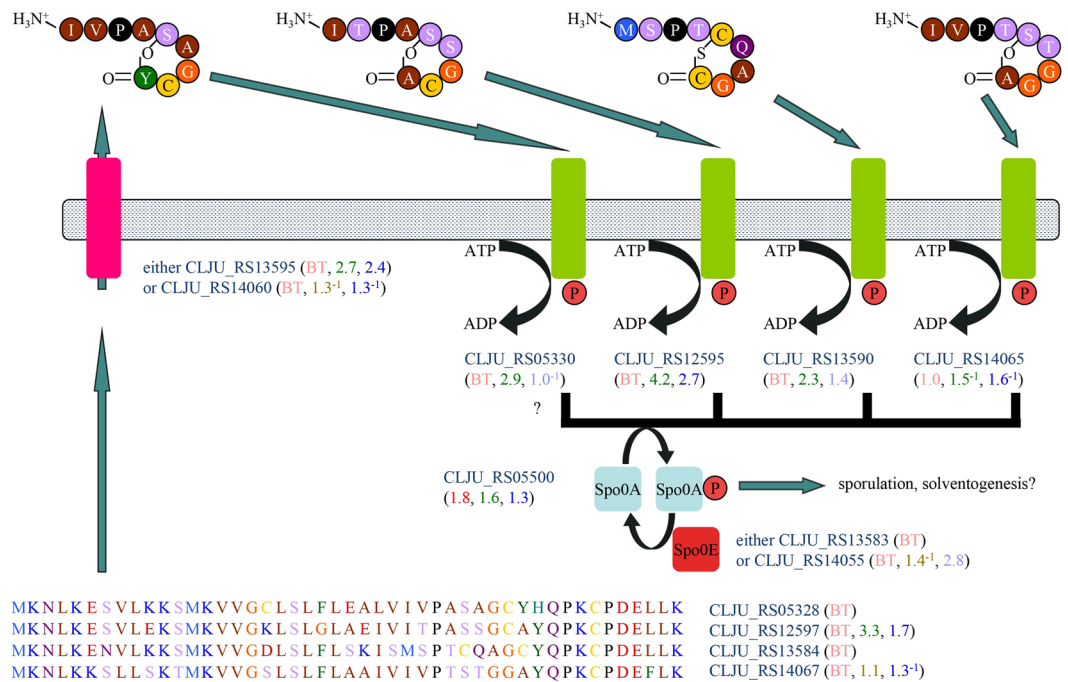 H₃N⁺ I V P A S A G C Y O O
H₃N⁺ I T P A S S G C A O O
H₃N⁺ M S P T C Q A G C S O
H₃N⁺ I V P T S T G G A O O
either CLJU_RS13595 (BT, 2.7, 2.4)
or CLJU_RS14060 (BT, 1.3⁻¹, 1.3⁻¹)
ATP ATP ATP ATP
P P P P
ADP ADP ADP ADP
CLJU_RS05330 CLJU_RS12595 CLJU_RS13590 CLJU_RS14065
(BT, 2.9, 1.0⁻¹) (BT, 4.2, 2.7) (BT, 2.3, 1.4) (1.0, 1.5⁻¹, 1.6⁻¹)
?
CLJU_RS05500
(1.8, 1.6, 1.3)
Spo0A Spo0A P
sporulation, solventogenesis?
Spo0E
either CLJU_RS13583 (BT)
or CLJU_RS14055 (BT, 1.4⁻¹, 2.8)
MKNLKESVLKKSMKVVGCLSLFLEALVIVPASAGCYHQPKCPDELLK CLJU_RS05328 (BT)
MKNLKESVLEKSMKVVGKLSLGLAEIVITPASSGCAYQPKCPDELLK CLJU_RS12597 (BT, 3.3, 1.7)
MKNLKENVLKKSMKVVGDLSLFLSKISMSPTCQAGCYQPKCPDELLK CLJU_RS13584 (BT)
MKNLKKSLLSKTMKVVGSLSLFLAAIVIVPTSTGGAYQPKCPDEFLK CLJU_RS14067 (BT, 1.1, 1.3⁻¹)